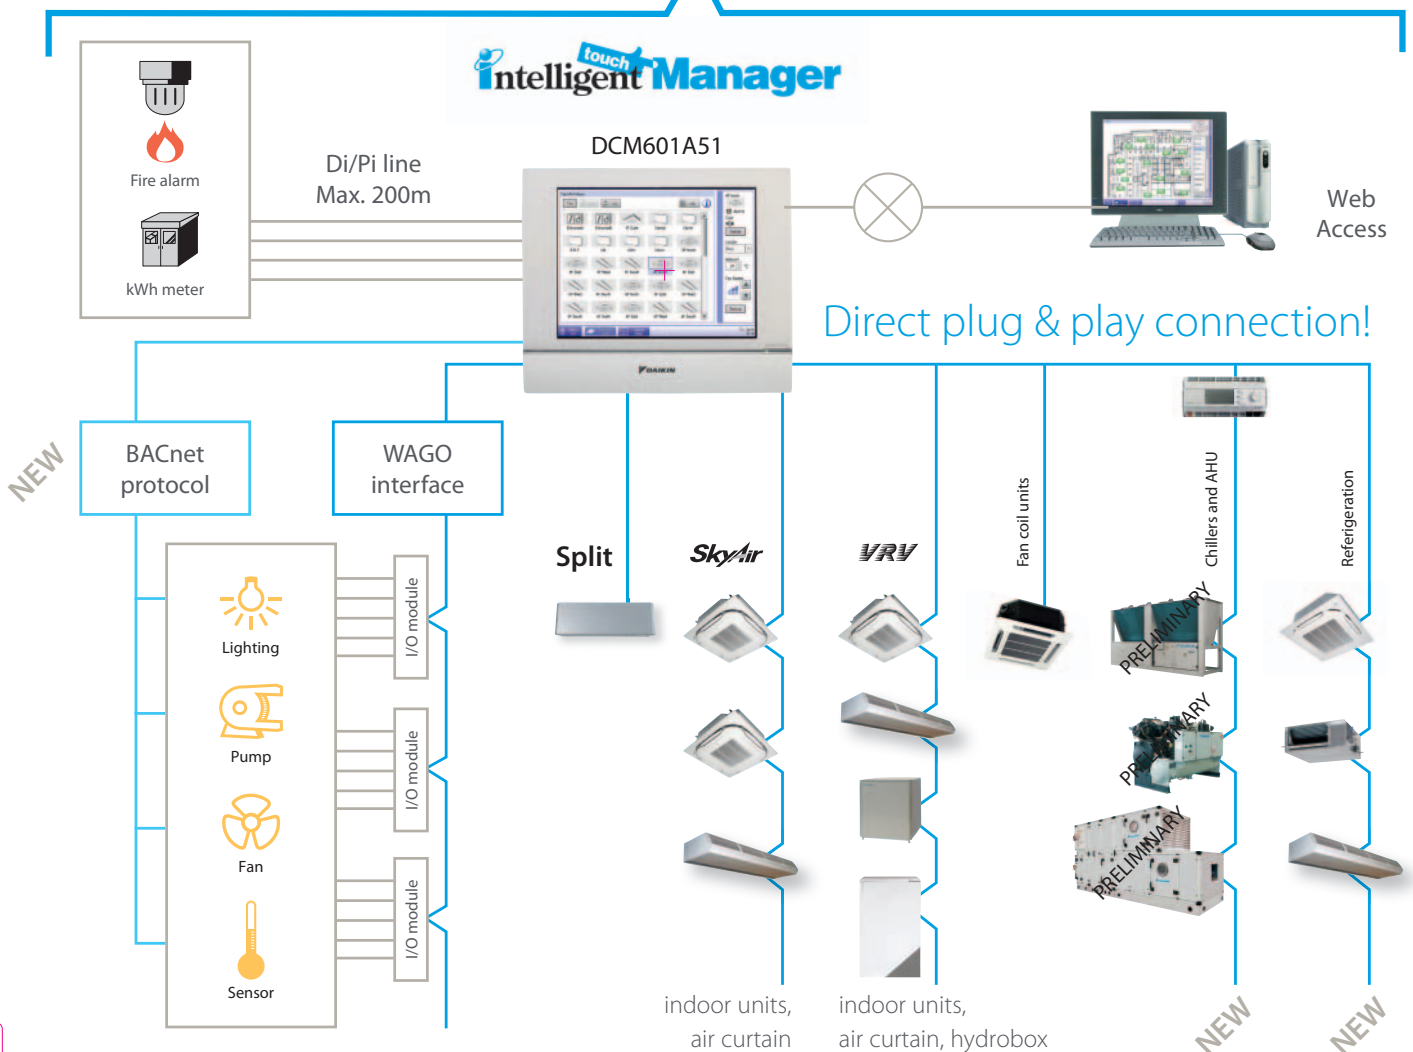 intelligent touch Manager
DCM601A51
Fire alarm
kWh meter
Di/Pi line
Max. 200m
Web
Access
DAIKIN
Direct plug & play connection!
NEW
BACnet
protocol
WAGO
interface
Lighting
Pump
Fan
Sensor
I/O module
I/O module
I/O module
Split
SkyAir
VRV
Fan coil units
Chillers and AHU
Referigeration
PRELIMINARY
PRELIMINARY
PRELIMINARY
indoor units,
air curtain
indoor units,
air curtain, hydrobox
NEW
NEW